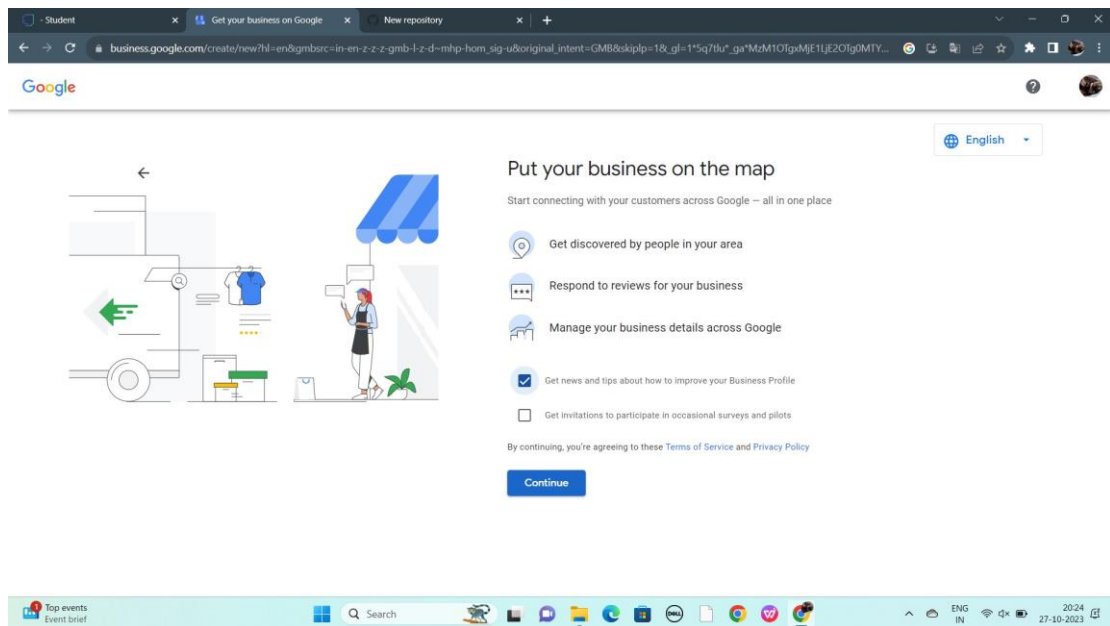 - Student
Get your business on Google
New repository
business.google.com/create/new?hl=en&gmbsrc=in-en-z-z-z-gmb-l-z-d~mhp-hom_sig-u&original_intent=GMB&skiplp=1&_gl=1*5q7tlu*_ga*MzM1OTgxMjE1LjE2OTg0MTY...
Google
English
Put your business on the map
Start connecting with your customers across Google — all in one place
Get discovered by people in your area
Respond to reviews for your business
Manage your business details across Google
Get news and tips about how to improve your Business Profile
Get invitations to participate in occasional surveys and pilots
By continuing, you're agreeing to these Terms of Service and Privacy Policy
Continue
1
Top events
Event brief
Search
DELL
ENG
IN
20:24
27-10-2023